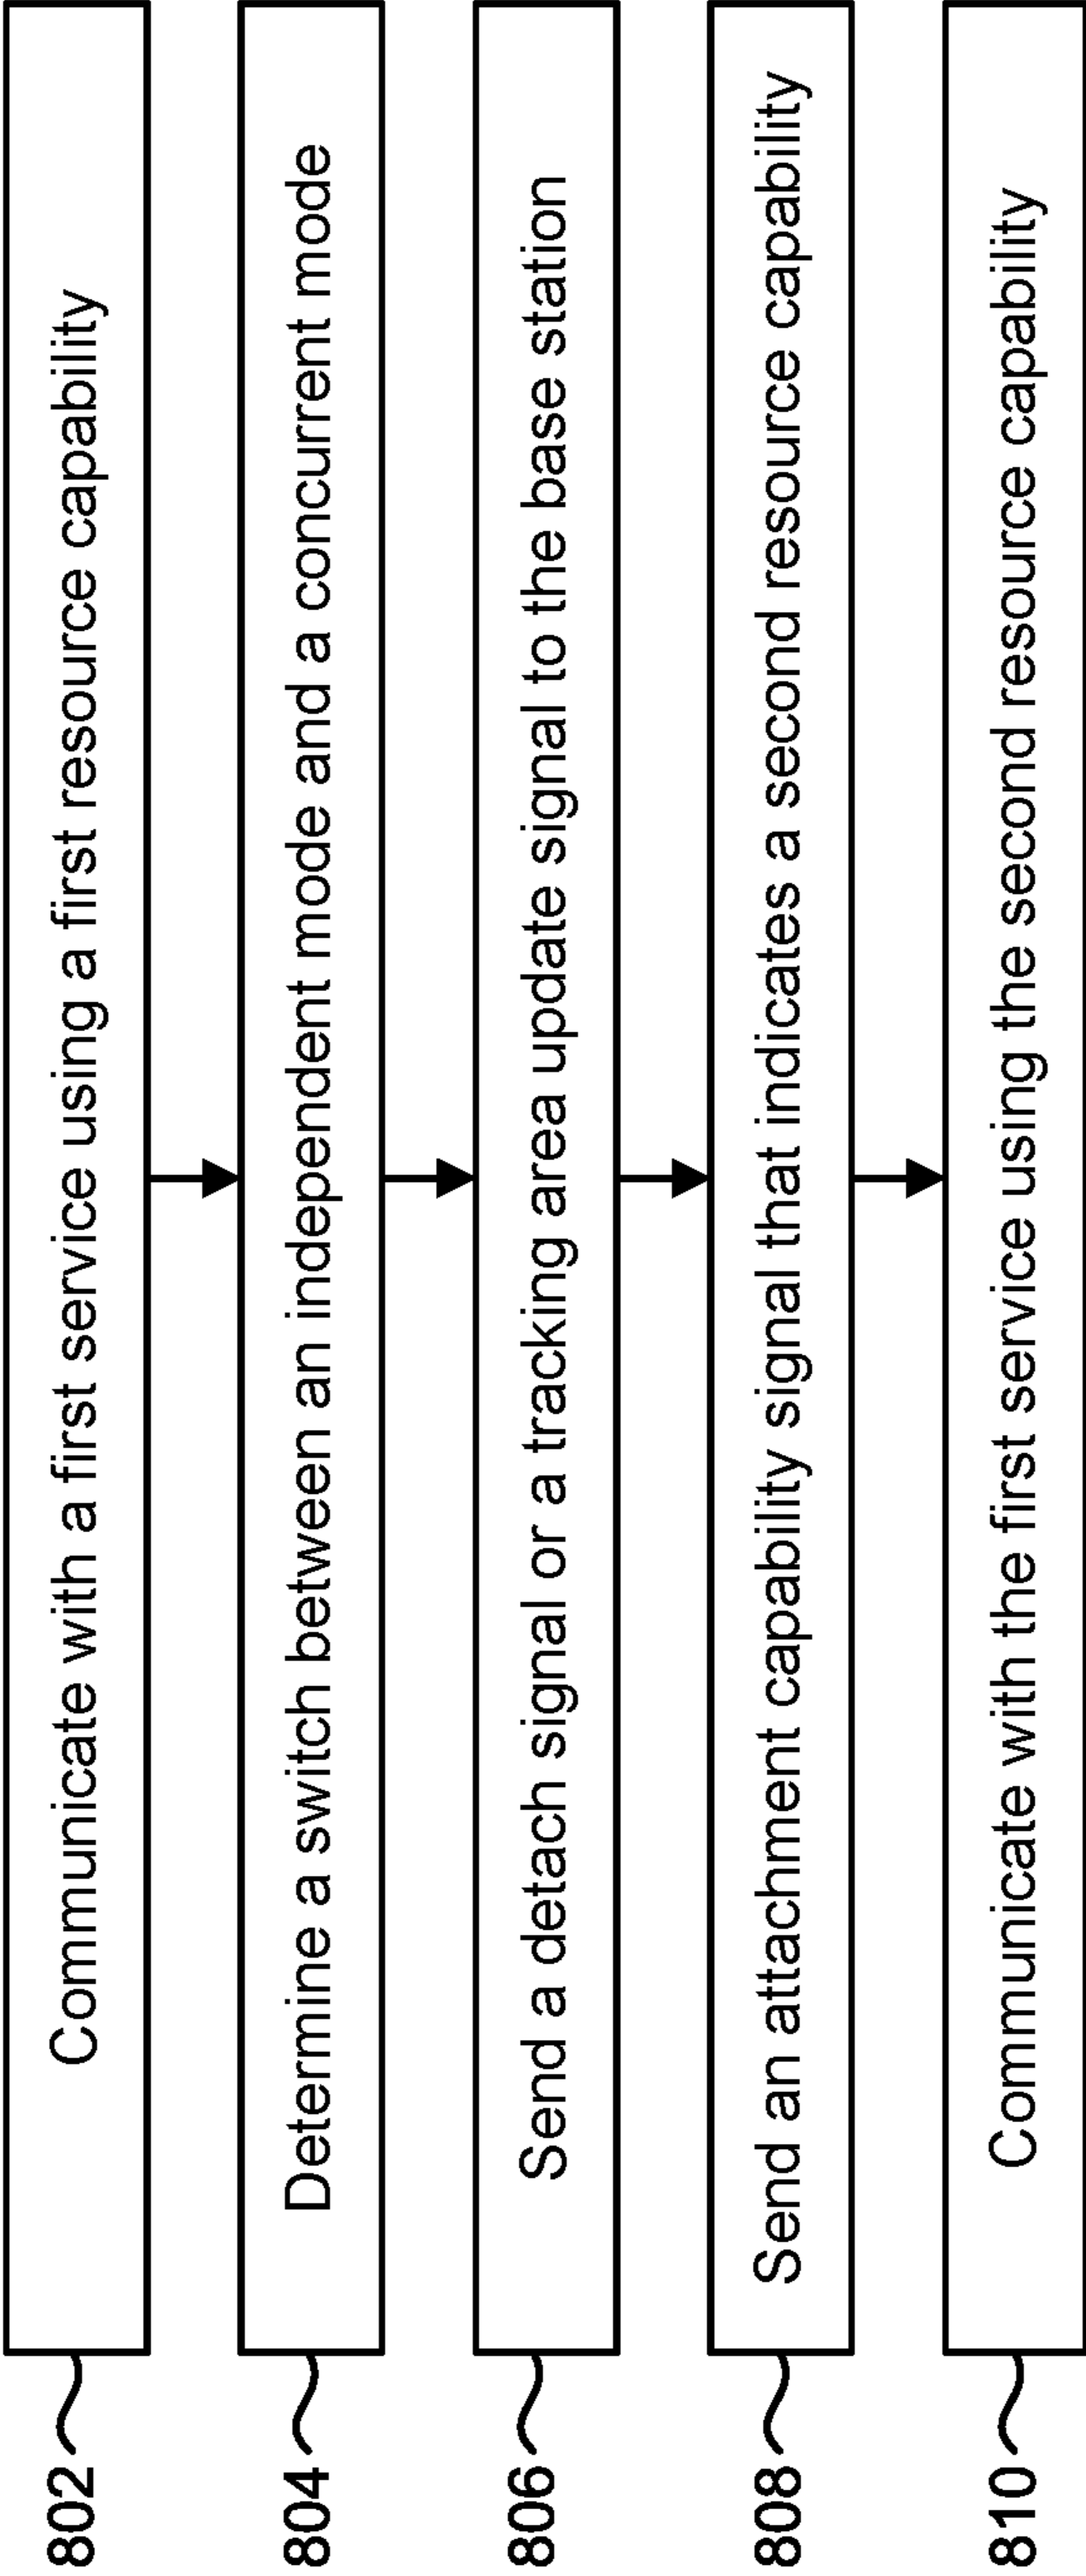 802
Communicate with a first service using a first resource capability
804
Determine a switch between an independent mode and a concurrent mode
806
Send a detach signal or a tracking area update signal to the base station
808
Send an attachment capability signal that indicates a second resource capability
810
Communicate with the first service using the second resource capability